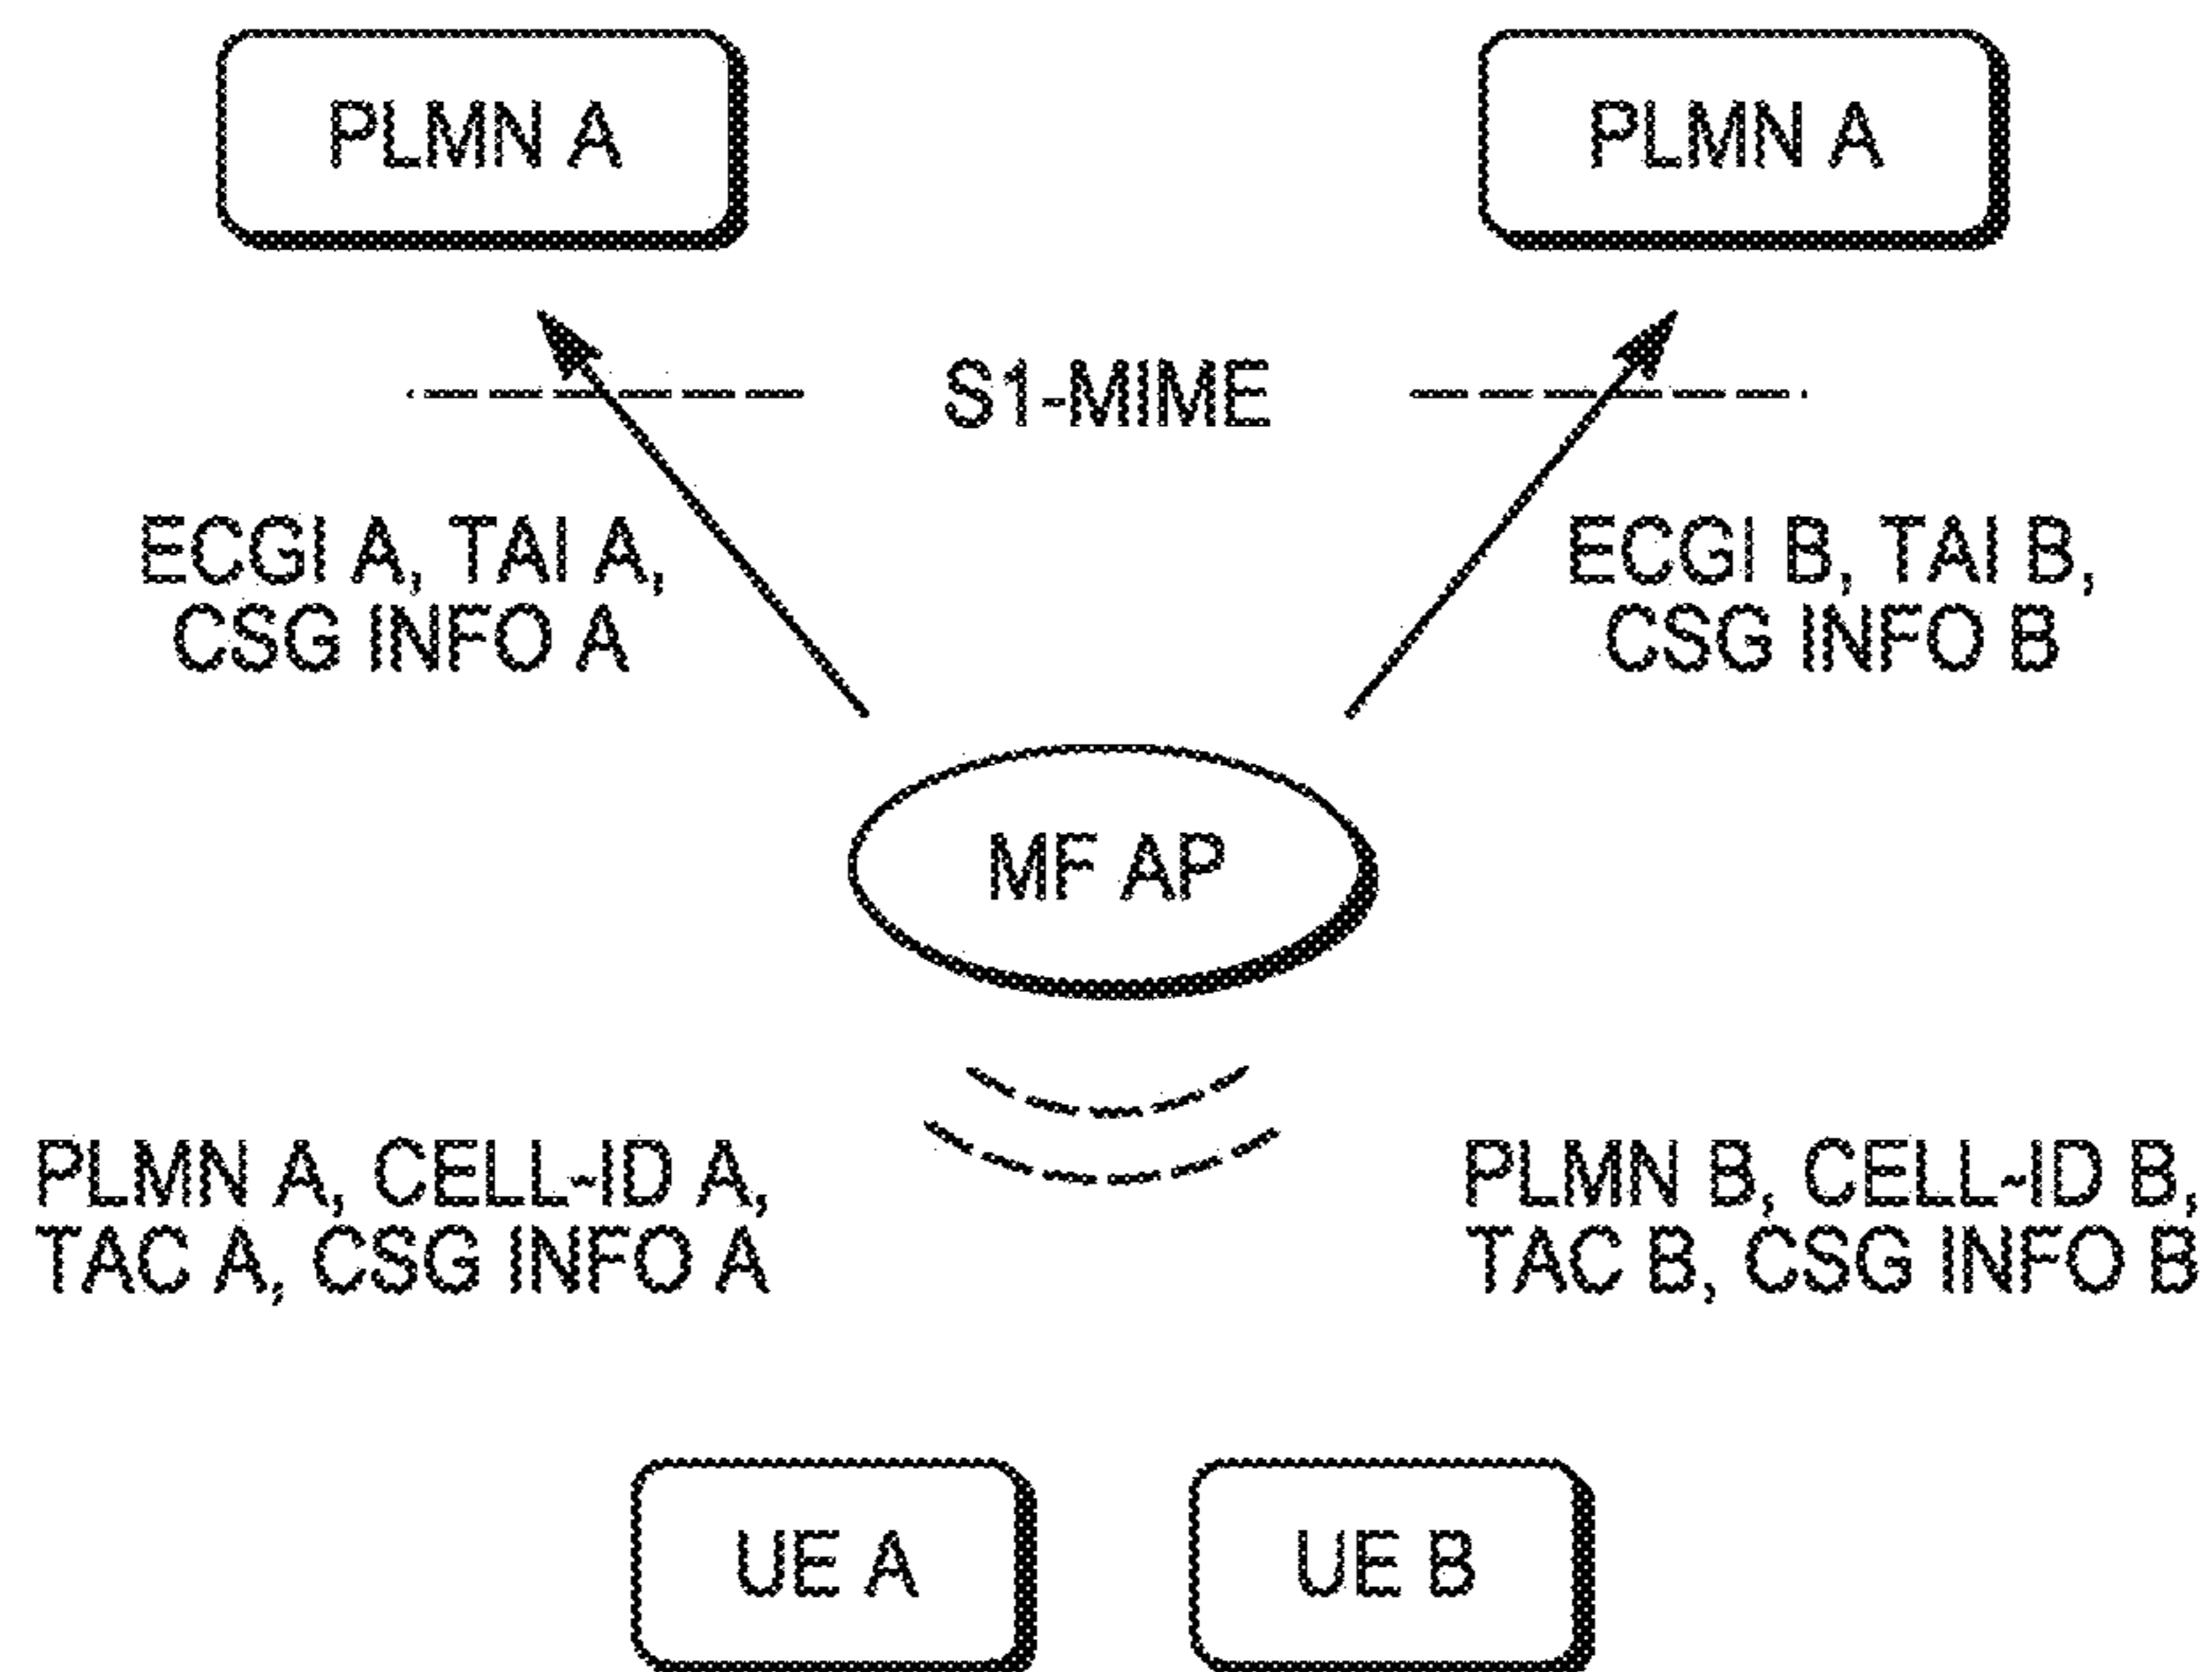 PLMN A
PLMN A
S1-MIME
ECGI A, TAI A,
CSG INFO A
ECGI B, TAI B,
CSG INFO B
MF AP
PLMN A, CELL-ID A,
TAC A, CSG INFO A
PLMN B, CELL-ID B,
TAC B, CSG INFO B
UE A
UE B